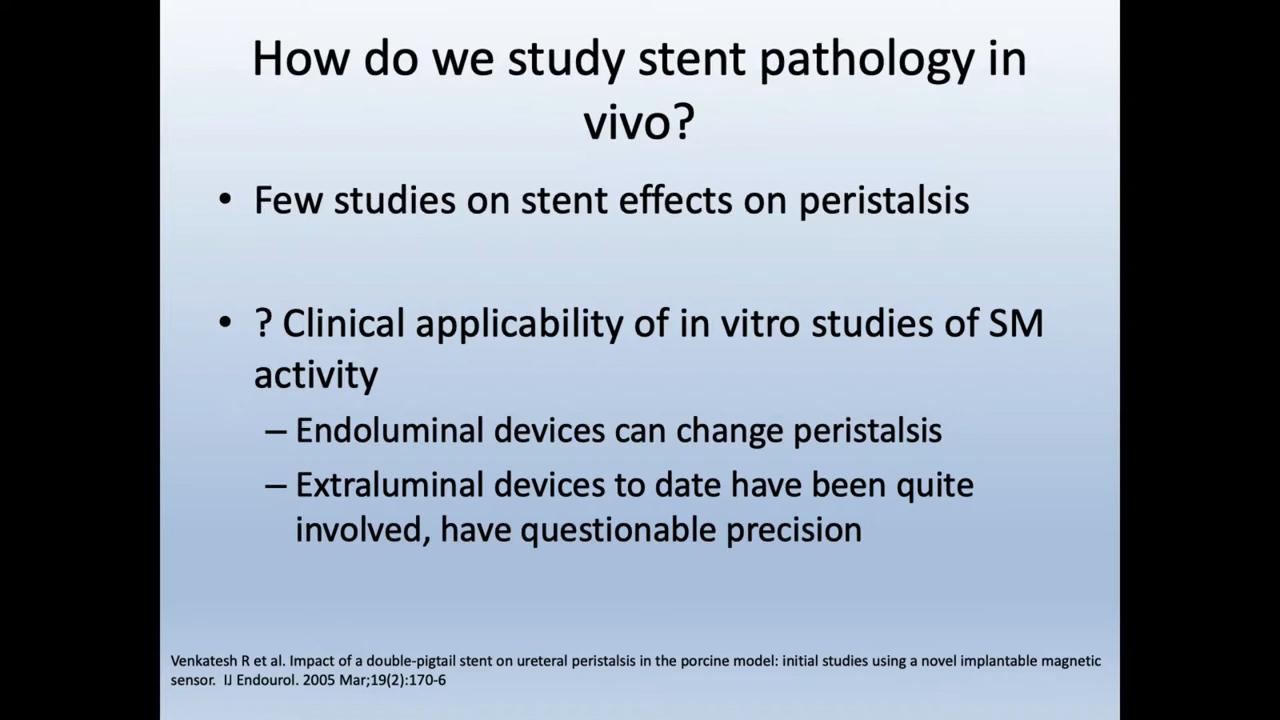 How do we study stent pathology in
vivo?
• Few studies on stent effects on peristalsis
• ? Clinical applicability of in vitro studies of SM
activity
– Endoluminal devices can change peristalsis
– Extraluminal devices to date have been quite
involved, have questionable precision
Venkatesh R et al. Impact of a double-pigtail stent on ureteral peristalsis in the porcine model: initial studies using a novel implantable magnetic
sensor. IJ Endourol. 2005 Mar;19(2):170-6